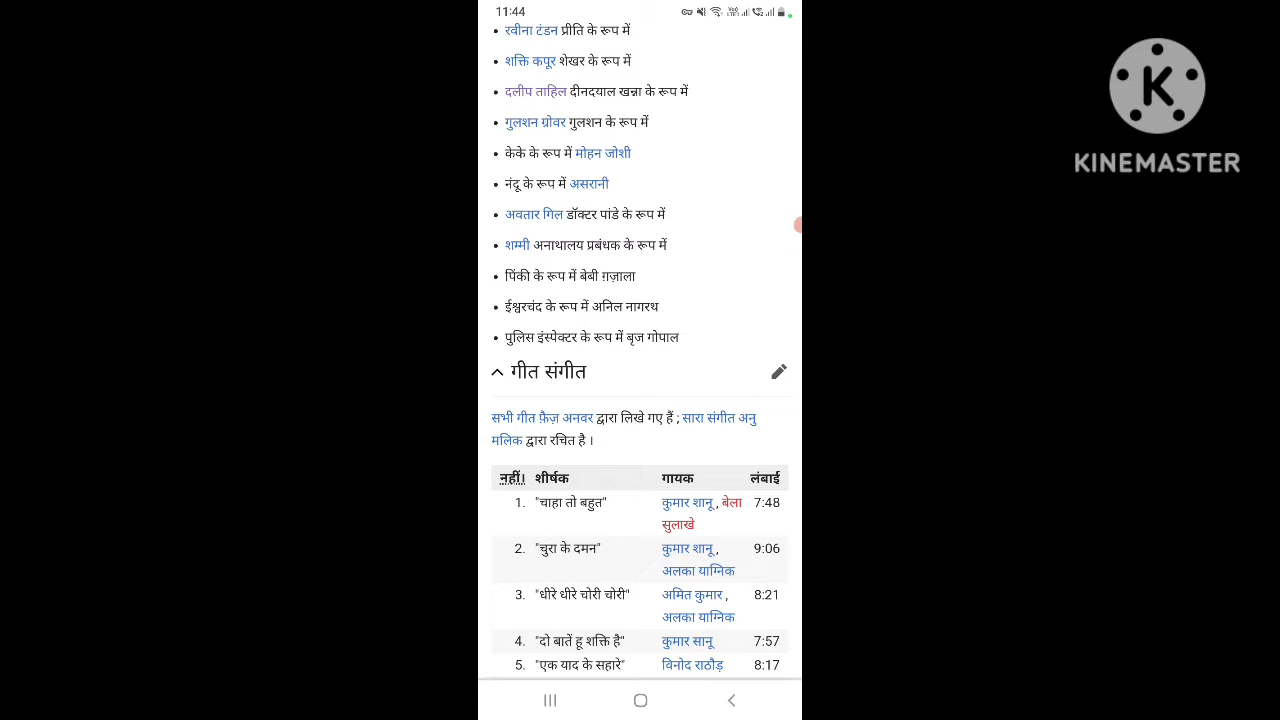 11:44
रवीना टंडन प्रीति के रूप में
शक्ति कपूर शेखर के रूप में
दलीप ताहिल दीनदयाल खन्ना के रूप में
गुलशन ग्रोवर गुलशन के रूप में
केके के रूप में मोहन जोशी
नंदू के रूप में असरानी
अवतार गिल डॉक्टर पांडे के रूप में
शम्मी अनाथालय प्रबंधक के रूप में
पिंकी के रूप में बेबी ग़ज़ाला
ईश्वरचंद के रूप में अनिल नागरथ
पुलिस इंस्पेक्टर के रूप में बृज गोपाल
गीत संगीत
सभी गीत फ़ैज़ अनवर द्वारा लिखे गए हैं ; सारा संगीत अनु
मलिक द्वारा रचित है ।
नहीं। शीर्षक गायक लंबाई
1. "चाहा तो बहुत" कुमार शानू , बेला 7:48
सुलाखे
2. "चुरा के दमन" कुमार शानू , 9:06
अलका याग्निक
3. "धीरे धीरे चोरी चोरी" अमित कुमार , 8:21
अलका याग्निक
4. "दो बातें हू शक्ति है" कुमार सानू 7:57
5. "एक याद के सहारे" विनोद राठौड़ 8:17
KINEMASTER